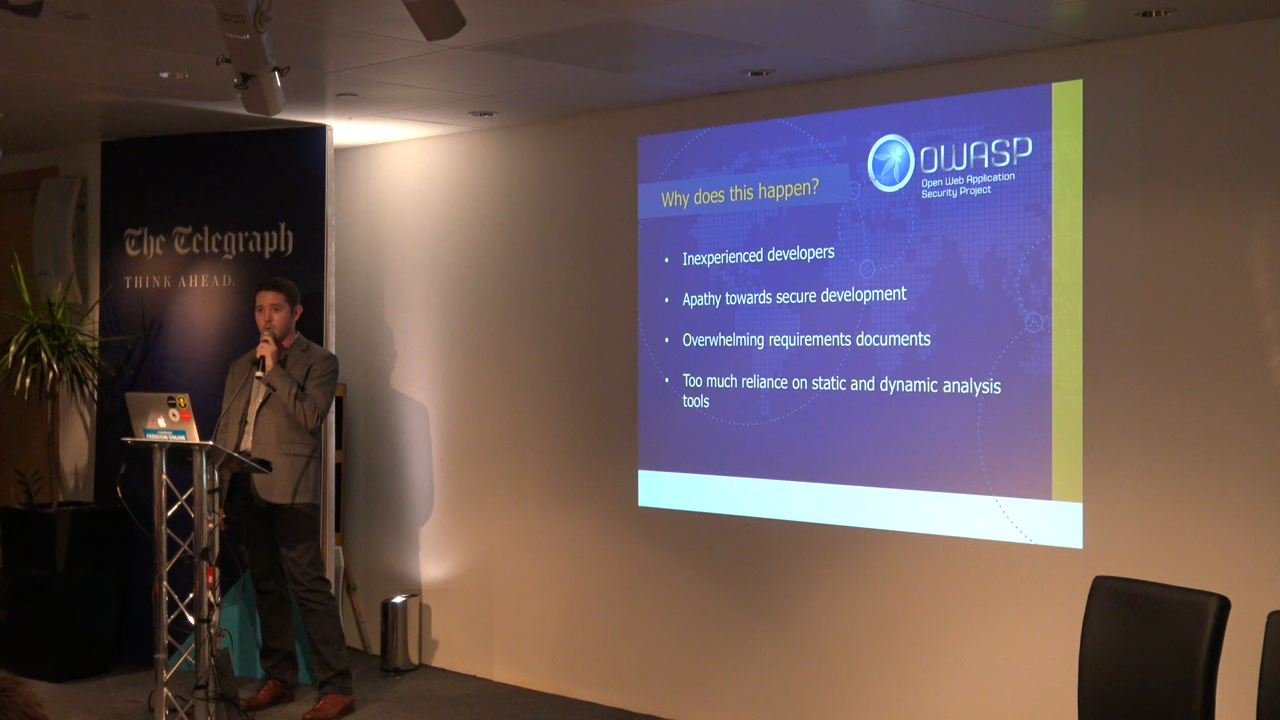 The Telegraph
THINK AHEAD.
FREEDOM ONLINE
OWASP
Open Web Application
Security Project
Why does this happen?
• Inexperienced developers
• Apathy towards secure development
• Overwhelming requirements documents
• Too much reliance on static and dynamic analysis
tools